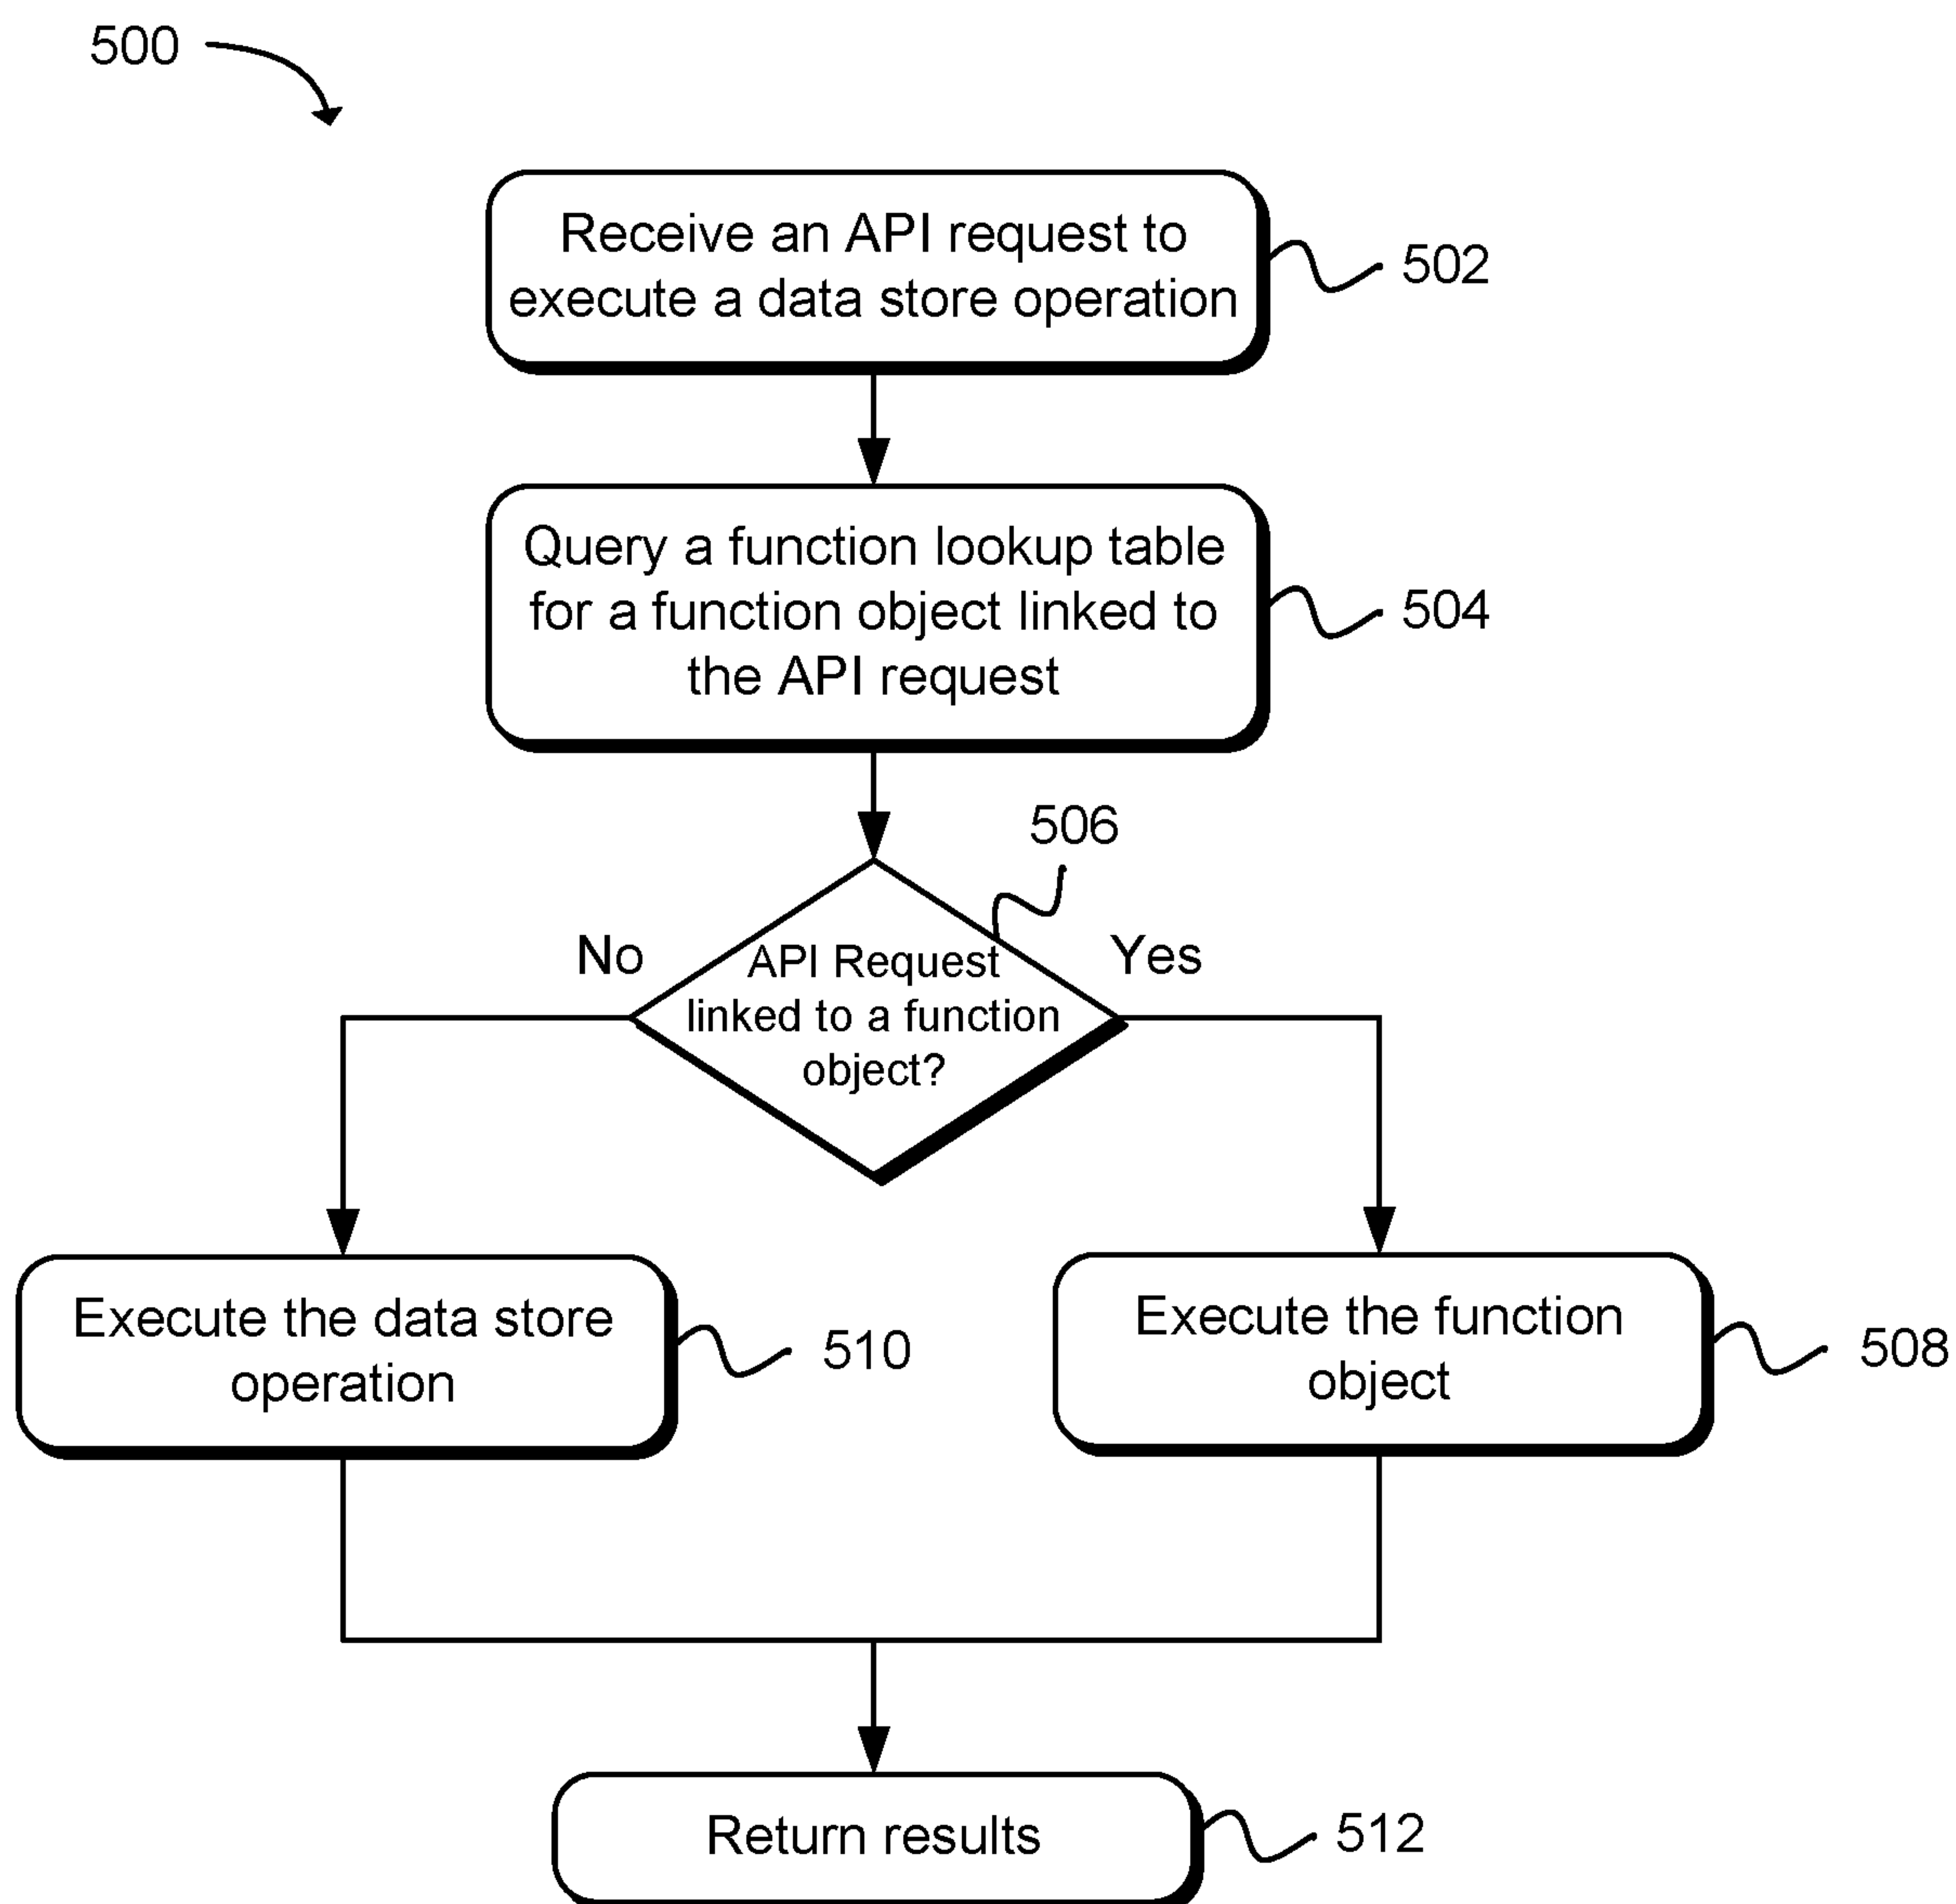 500
Receive an API request to
execute a data store operation
502
Query a function lookup table
for a function object linked to
the API request
504
506
No
Yes
API Request
linked to a function
object?
Execute the data store
operation
510
Execute the function
object
508
Return results
512